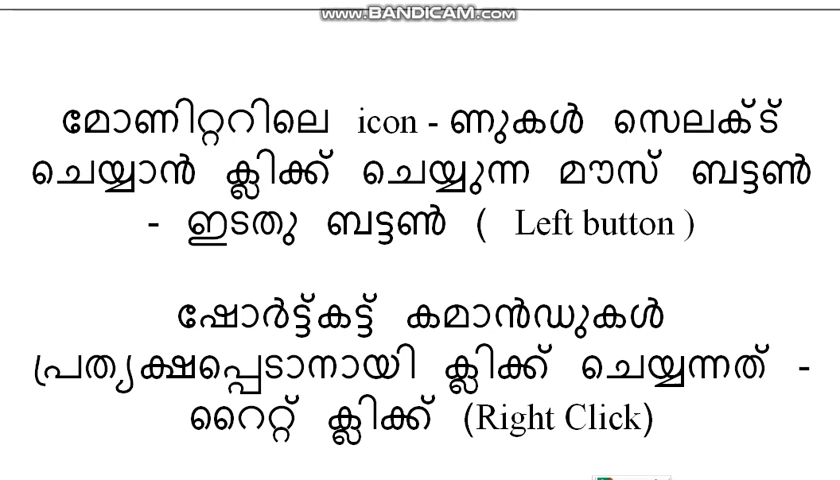 www.BANDICAM.com
മോണിറ്ററിലെ icon - ണുകൾ സെലക്ട്
ചെയ്യാൻ ക്ലിക്ക് ചെയ്യുന്ന മൗസ് ബട്ടൺ
- ഇടതു ബട്ടൺ ( Left button )
ഷോർട്ട്കട്ട് കമാൻഡുകൾ
പ്രത്യക്ഷപ്പെടാനായി ക്ലിക്ക് ചെയ്യന്നത് -
റൈറ്റ് ക്ലിക്ക് (Right Click)